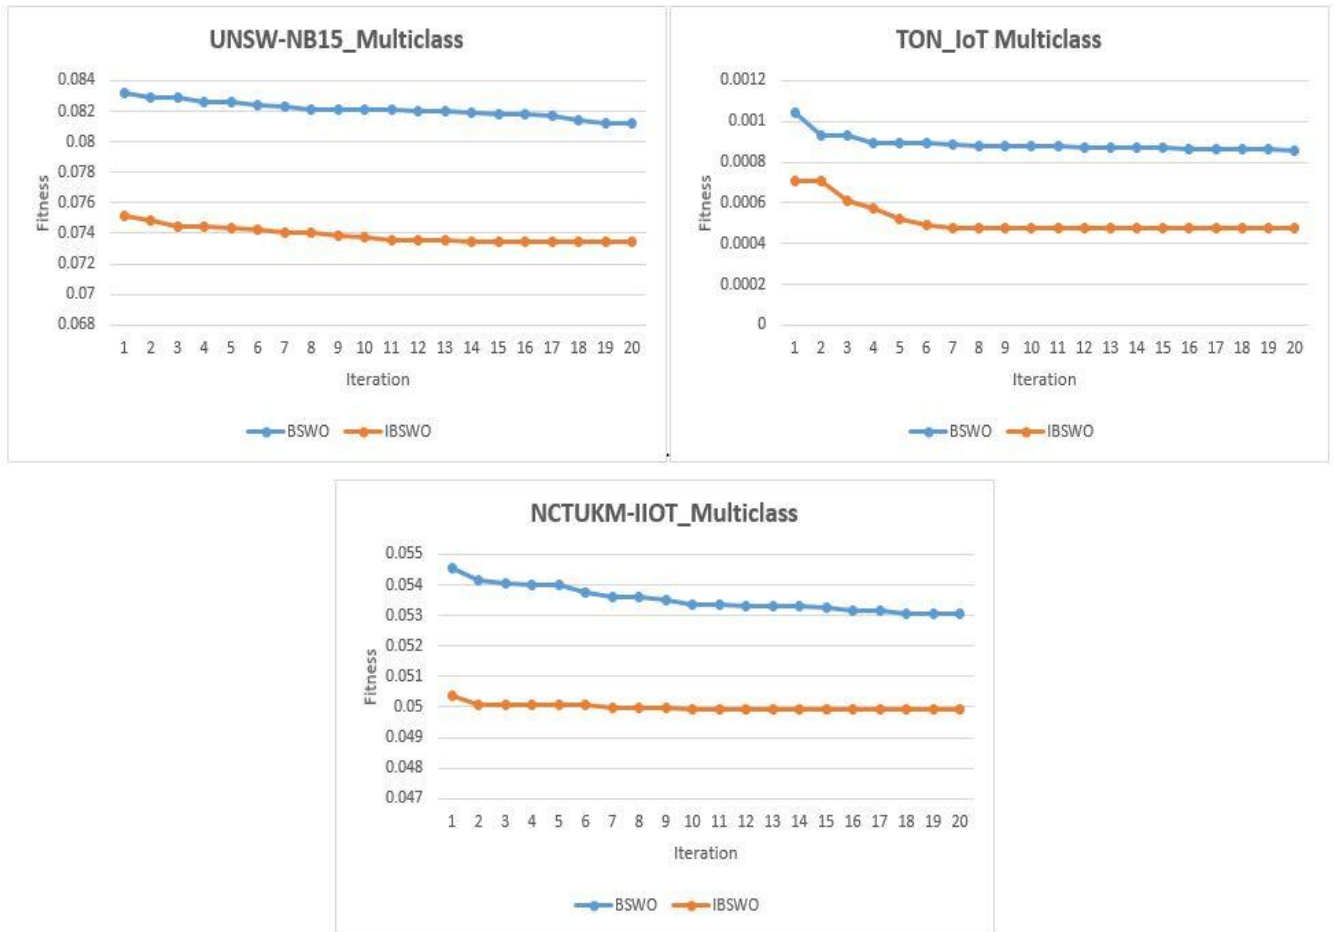 UNSW-NB15_Multiclass
0.084
0.082
0.08
0.078
0.076
0.074
0.072
0.07
0.068
Fitness
1 2 3 4 5 6 7 8 9 10 11 12 13 14 15 16 17 18 19 20
Iteration
BSWO IBSWO
TON_IoT Multiclass
0.0012
0.001
0.0008
0.0006
0.0004
0.0002
0
Fitness
1 2 3 4 5 6 7 8 9 10 11 12 13 14 15 16 17 18 19 20
Iteration
BSWO IBSWO
.
NCTUKM-IIOT_Multiclass
0.055
0.054
0.053
0.052
0.051
0.05
0.049
0.048
0.047
Fitness
1 2 3 4 5 6 7 8 9 10 11 12 13 14 15 16 17 18 19 20
Iteration
BSWO IBSWO